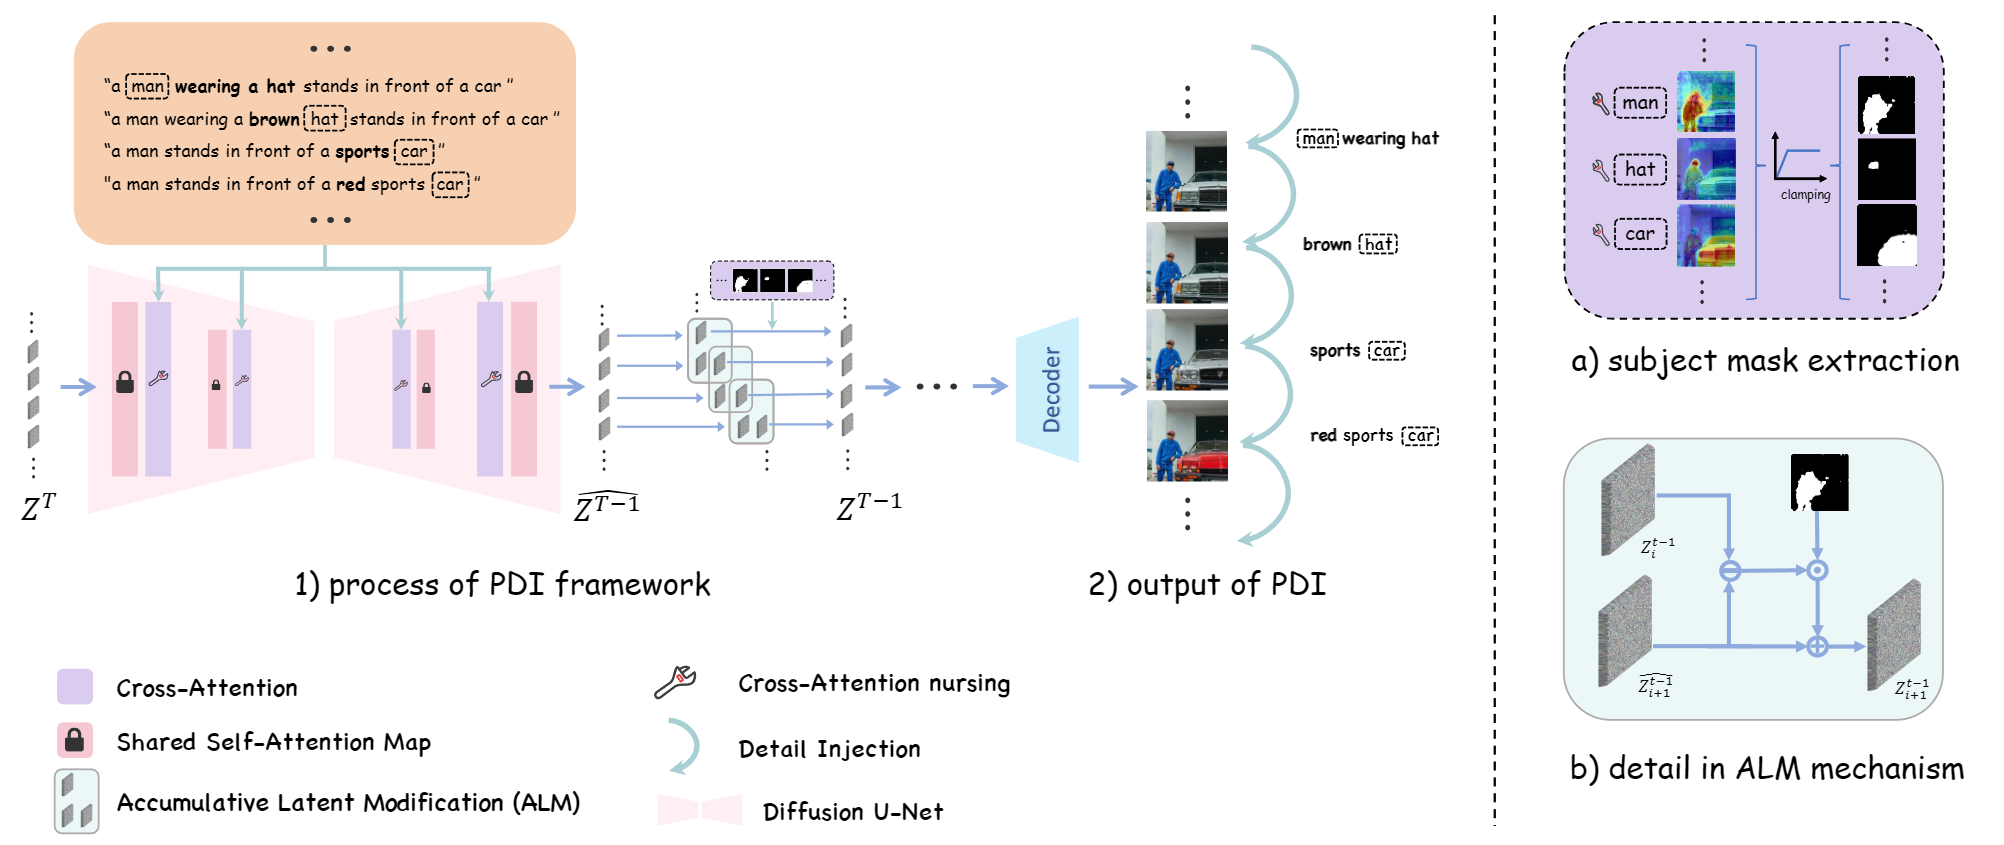 “a man wearing a hat stands in front of a car ”
“a man wearing a brown hat stands in front of a car ”
“a man stands in front of a sports car ”
"a man stands in front of a red sports car ”
Z^T
\widehat{Z^{T-1}}
Z^{T-1}
Decoder
man wearing hat
brown hat
sports car
red sports car
1) process of PDI framework
2) output of PDI
Cross-Attention
Shared Self-Attention Map
Accumulative Latent Modification (ALM)
Cross-Attention nursing
Detail Injection
Diffusion U-Net
man
hat
car
clamping
a) subject mask extraction
Z_i^{t-1}
\widehat{Z_{i+1}^{t-1}}
Z_{i+1}^{t-1}
b) detail in ALM mechanism